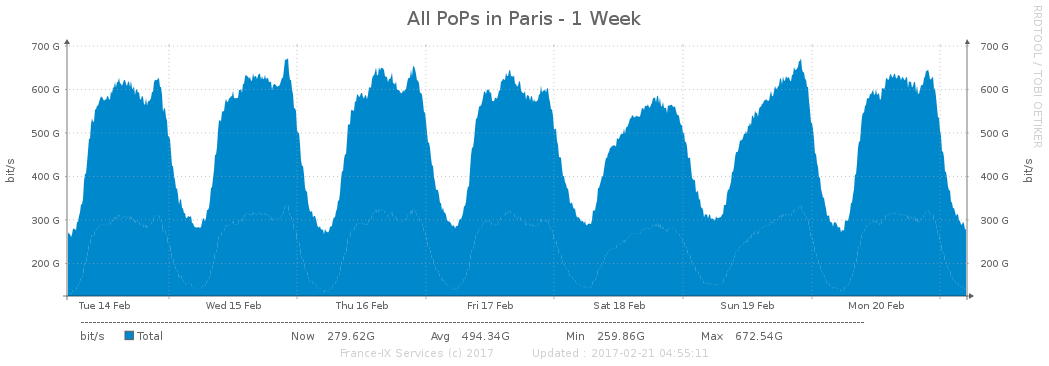 All PoPs in Paris - 1 Week
RRDTOOL / TOBI OETIKER
700 G 700 G
600 G 600 G
500 G 500 G
400 G 400 G
300 G 300 G
200 G 200 G
bit/s bit/s
Tue 14 Feb Wed 15 Feb Thu 16 Feb Fri 17 Feb Sat 18 Feb Sun 19 Feb Mon 20 Feb
bit/s Total Now 279.62G Avg 494.34G Min 259.86G Max 672.54G
France-IX Services (c) 2017 Updated : 2017-02-21 04:55:11